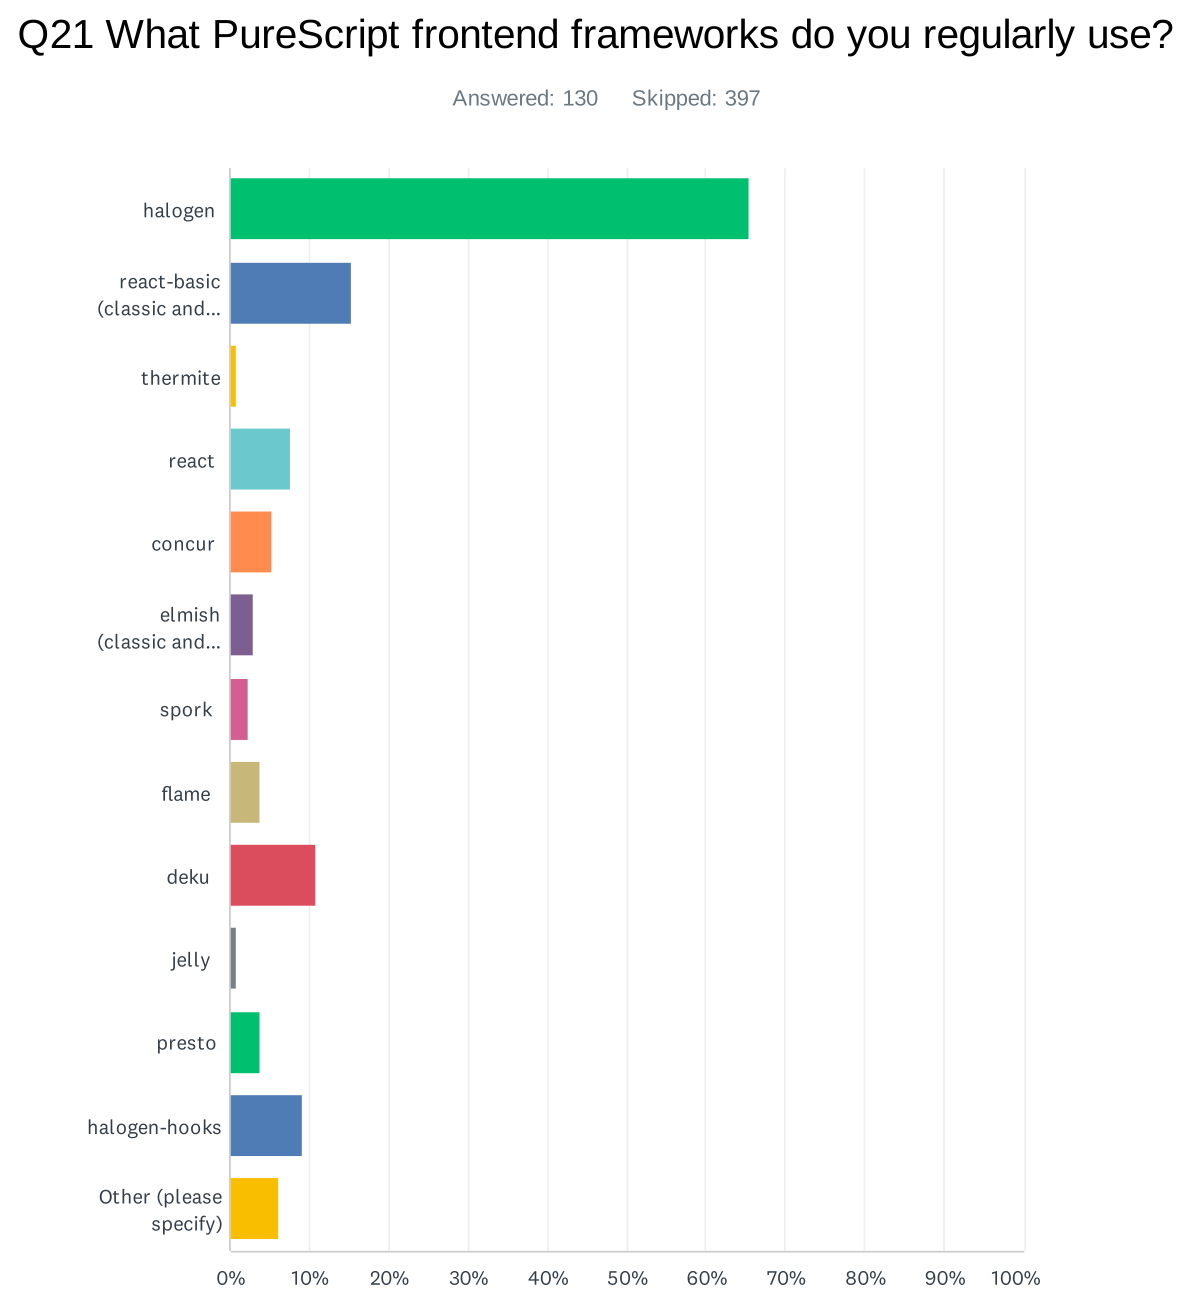 Q21 What PureScript frontend frameworks do you regularly use?
Answered: 130 Skipped: 397
halogen
react-basic
(classic and...
thermite
react
concur
elmish
(classic and...
spork
flame
deku
jelly
presto
halogen-hooks
Other (please
specify)
0% 10% 20% 30% 40% 50% 60% 70% 80% 90% 100%